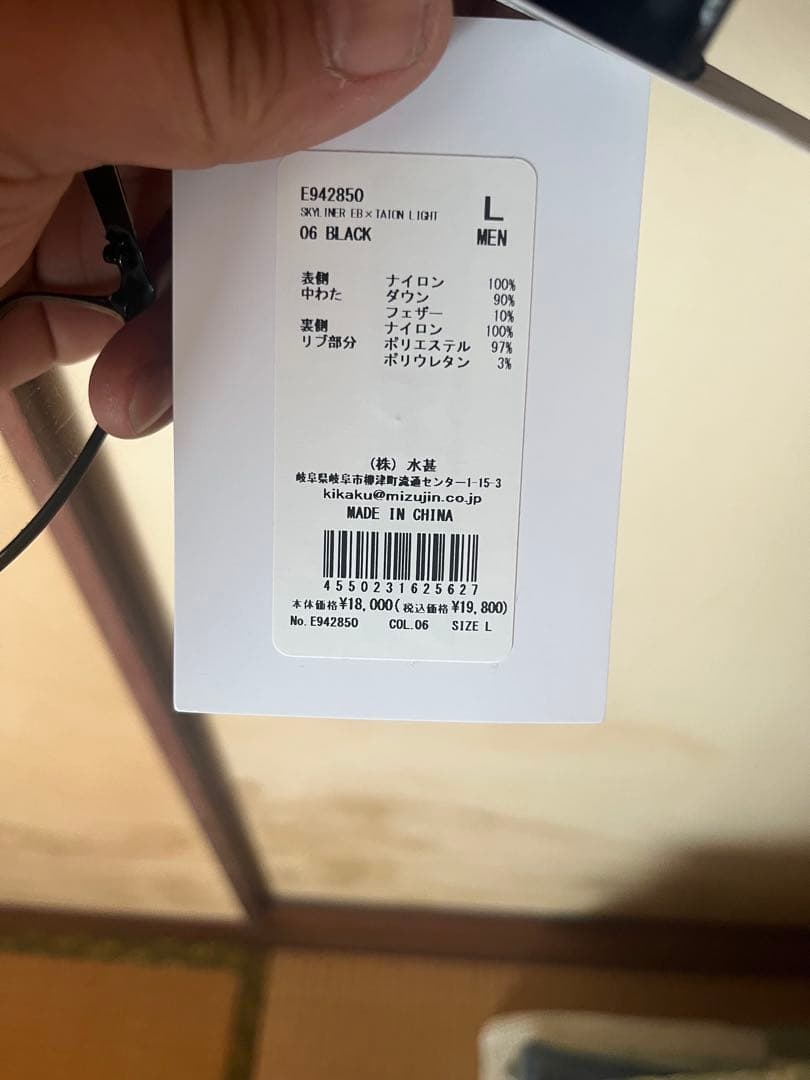 E942850
SKYLINER EB×TAION LIGHT
L
06 BLACK
MEN
表側 ナイロン 100%
中わた ダウン 90%
フェザー 10%
裏側 ナイロン 100%
リブ部分 ポリエステル 97%
ポリウレタン 3%
(株) 水甚
岐阜県岐阜市柳津町流通センター1-15-3
kikaku@mizujin.co.jp
MADE IN CHINA
4550231625627
本体価格¥18,000(税込価格¥19,800)
No.E942850 COL.06 SIZE L